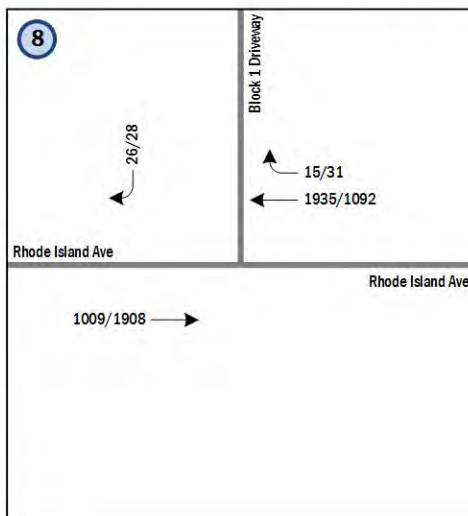 8
Block 1 Driveway
26/28
15/31
1935/1092
Rhode Island Ave
Rhode Island Ave
1009/1908